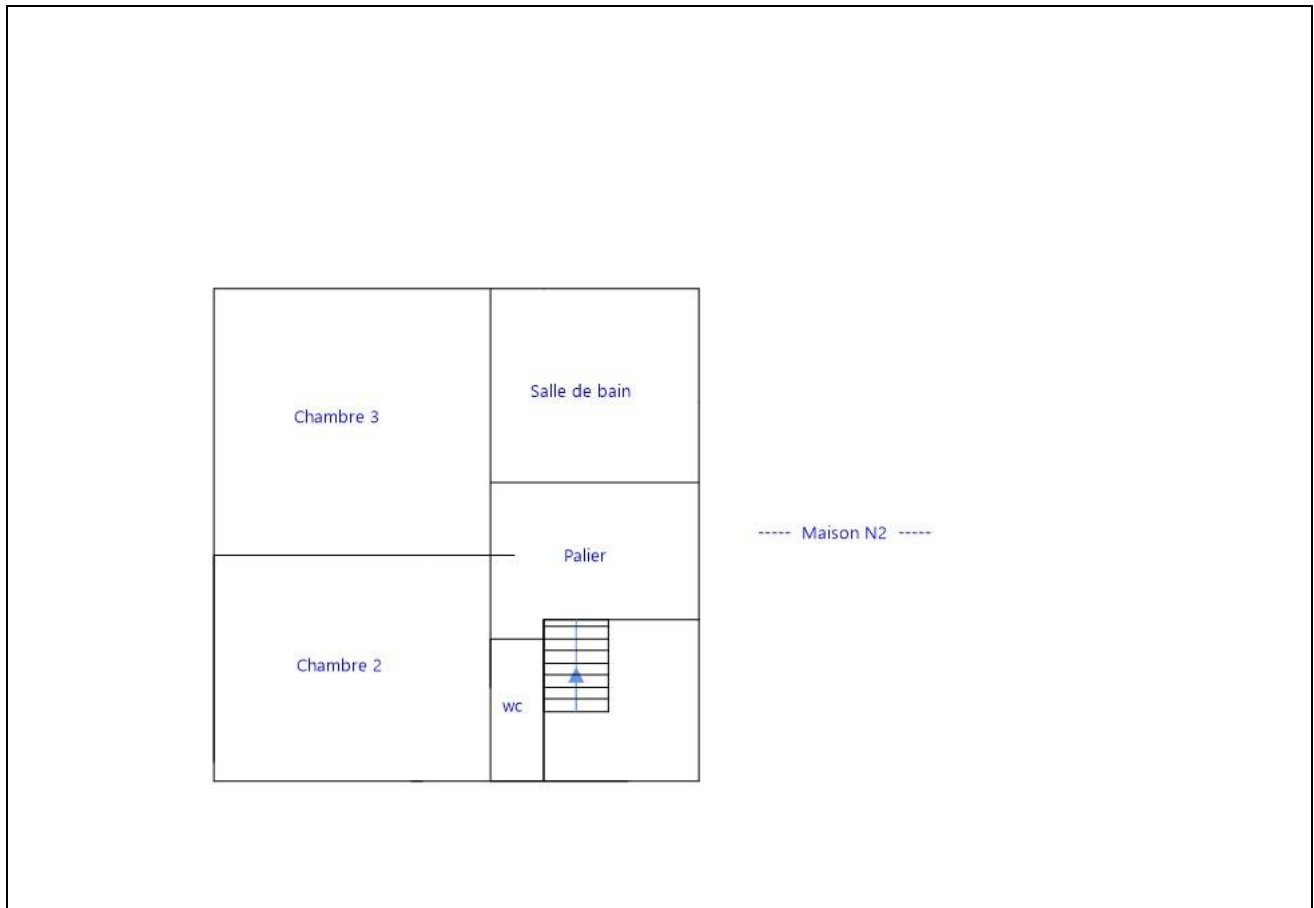 Salle de bain
Chambre 3
----- Maison N2 -----
Palier
Chambre 2
wc